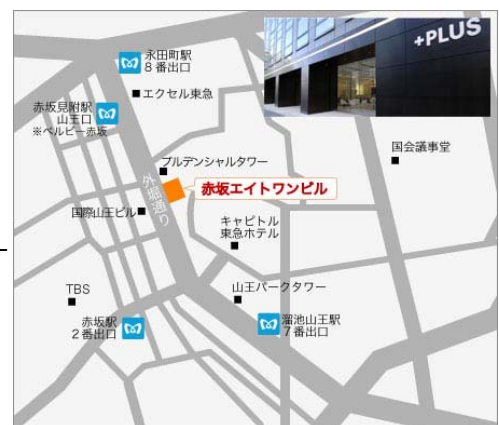 +PLUS
永田町駅
8番出口
エクセル東急
赤坂見附駅
山王口
※ベルビー赤坂
国会議事堂
プルデンシャルタワー
赤坂エイトワンビル
外堀通り
国際山王ビル
キャピトル
東急ホテル
TBS
山王パークタワー
赤坂駅
2番出口
溜池山王駅
7番出口